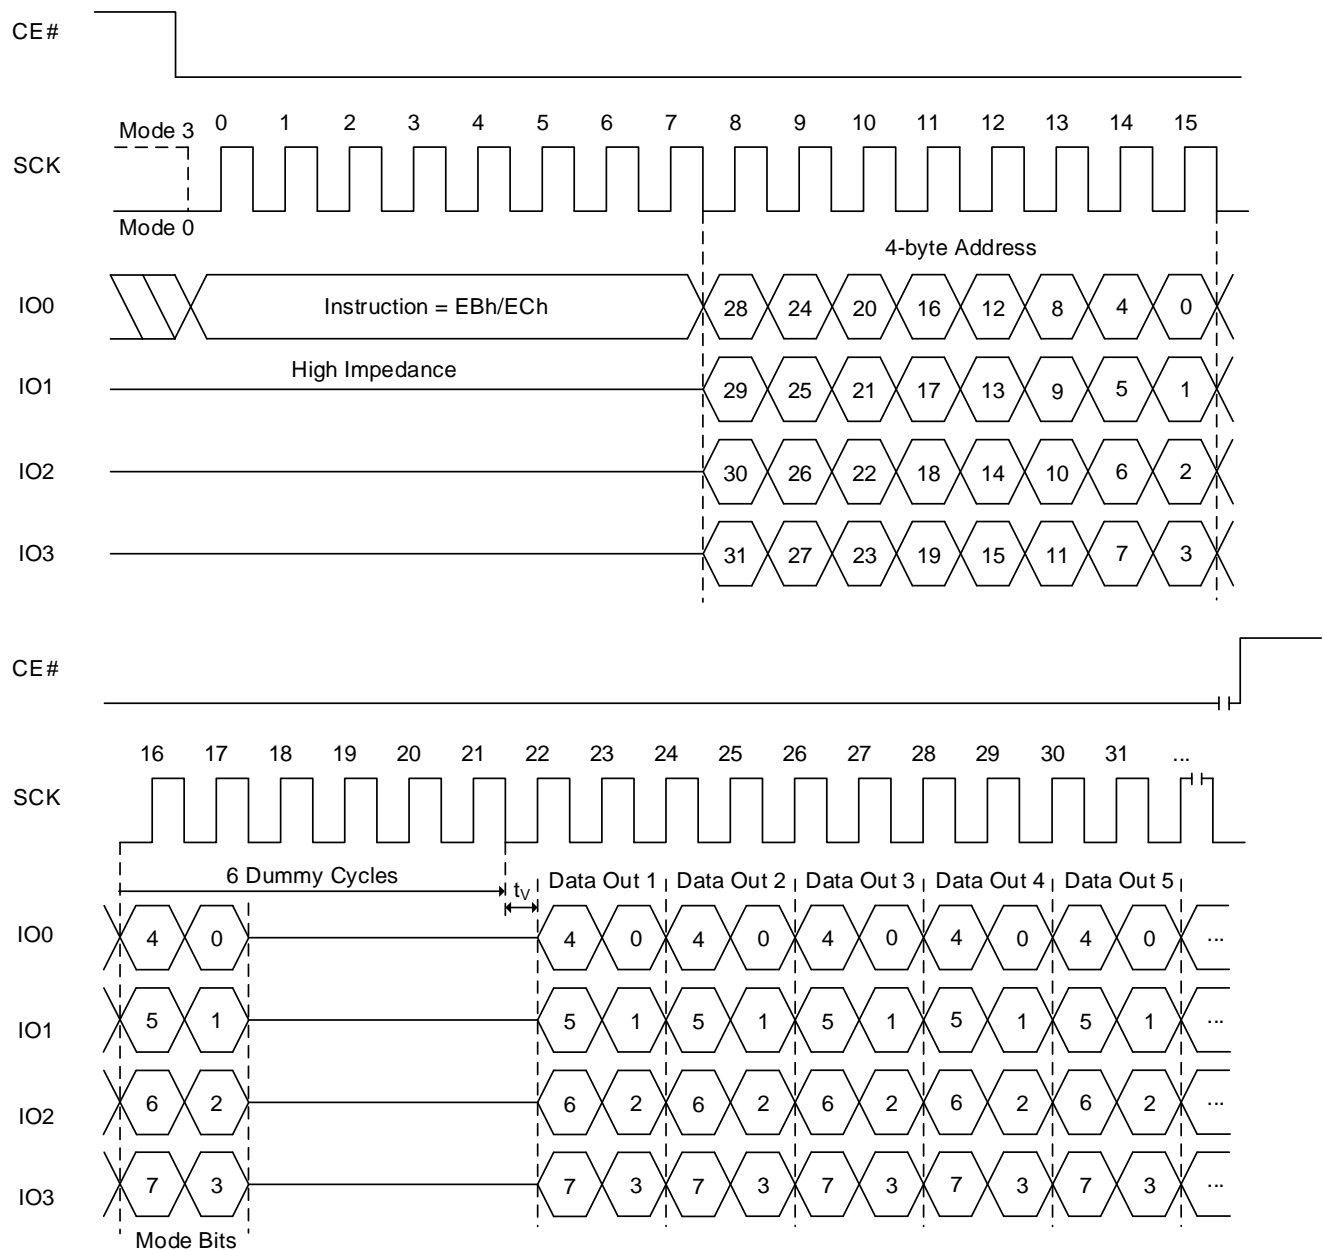 CE#
Mode 3 0 1 2 3 4 5 6 7 8 9 10 11 12 13 14 15
SCK
Mode 0
4-byte Address
IO0 Instruction = EBh/ECh 28 24 20 16 12 8 4 0
High Impedance
IO1 29 25 21 17 13 9 5 1
IO2 30 26 22 18 14 10 6 2
IO3 31 27 23 19 15 11 7 3
CE#
16 17 18 19 20 21 22 23 24 25 26 27 28 29 30 31 ...
SCK
6 Dummy Cycles tV Data Out 1 Data Out 2 Data Out 3 Data Out 4 Data Out 5
IO0 4 0 4 0 4 0 4 0 4 0 4 0 ...
IO1 5 1 5 1 5 1 5 1 5 1 5 1 ...
IO2 6 2 6 2 6 2 6 2 6 2 6 2 ...
IO3 7 3 7 3 7 3 7 3 7 3 7 3 ...
Mode Bits